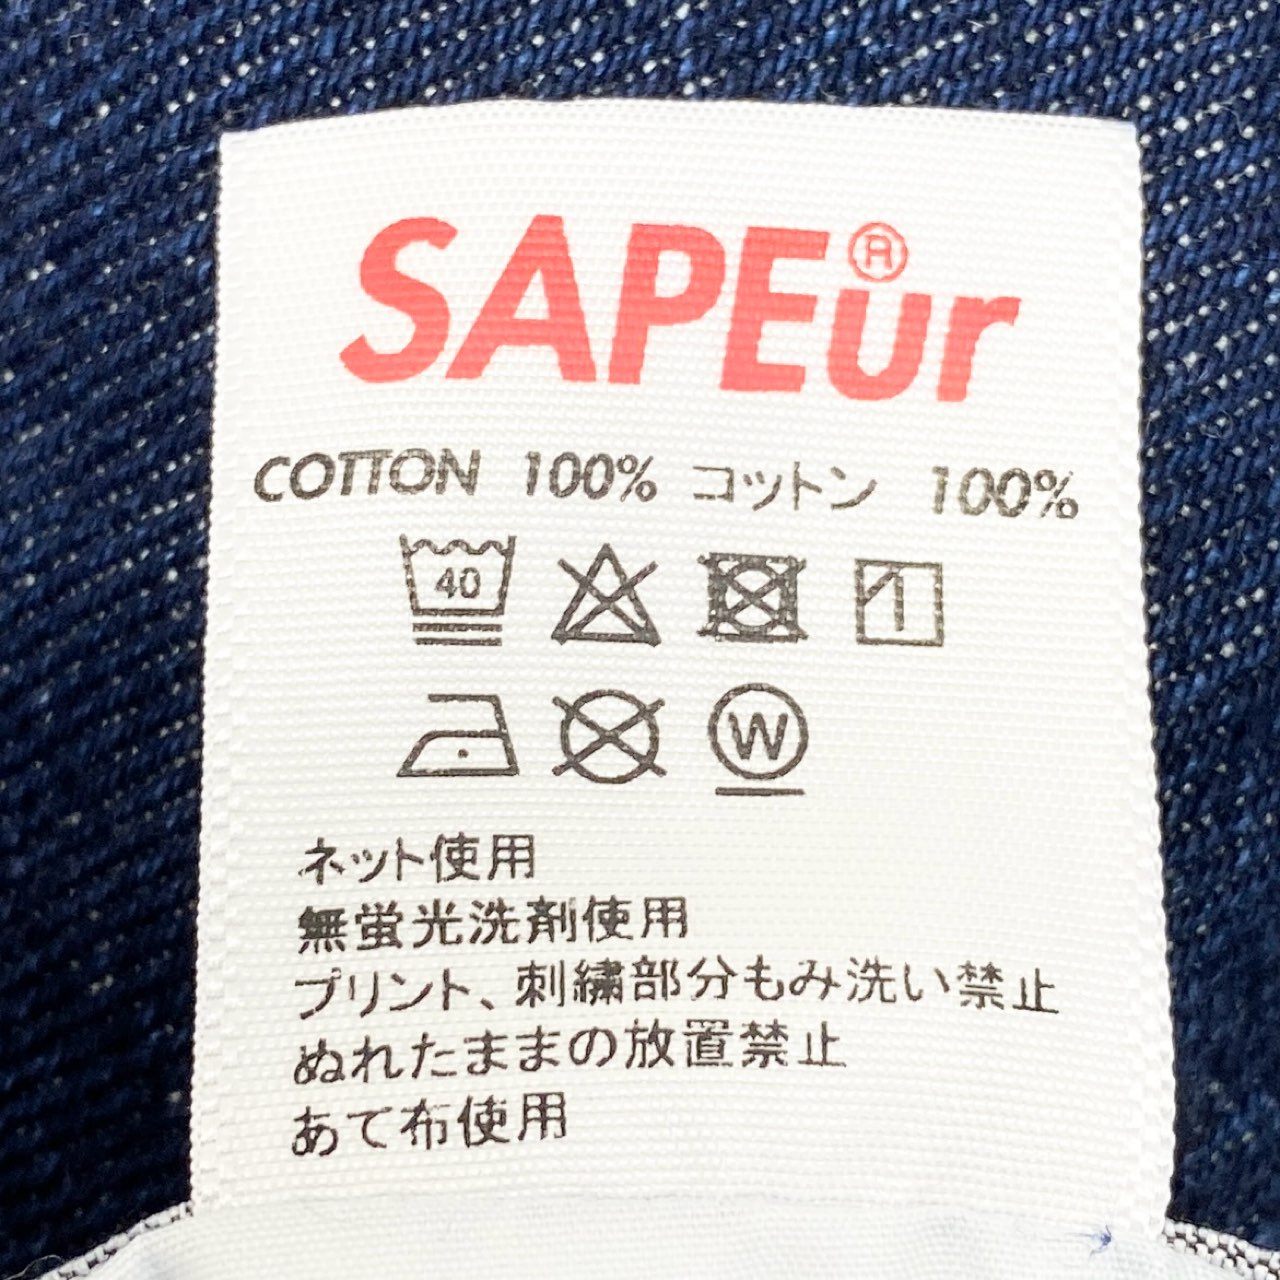 SAPEur®
COTTON 100% コットン 100%
40
W
ネット使用
無蛍光洗剤使用
プリント、刺繍部分もみ洗い禁止
ぬれたままの放置禁止
あて布使用